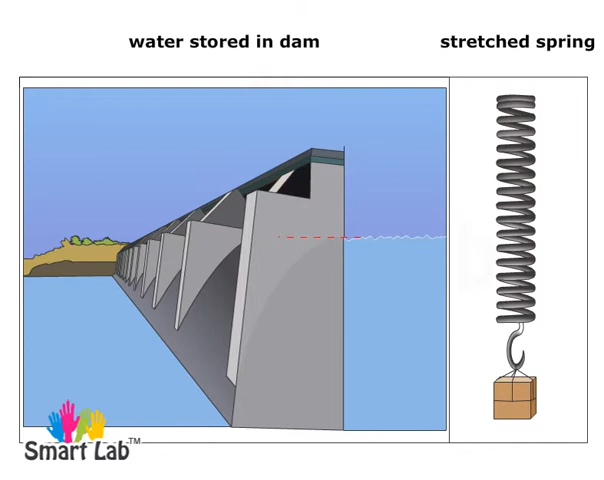 water stored in dam
stretched spring
Smart Lab™